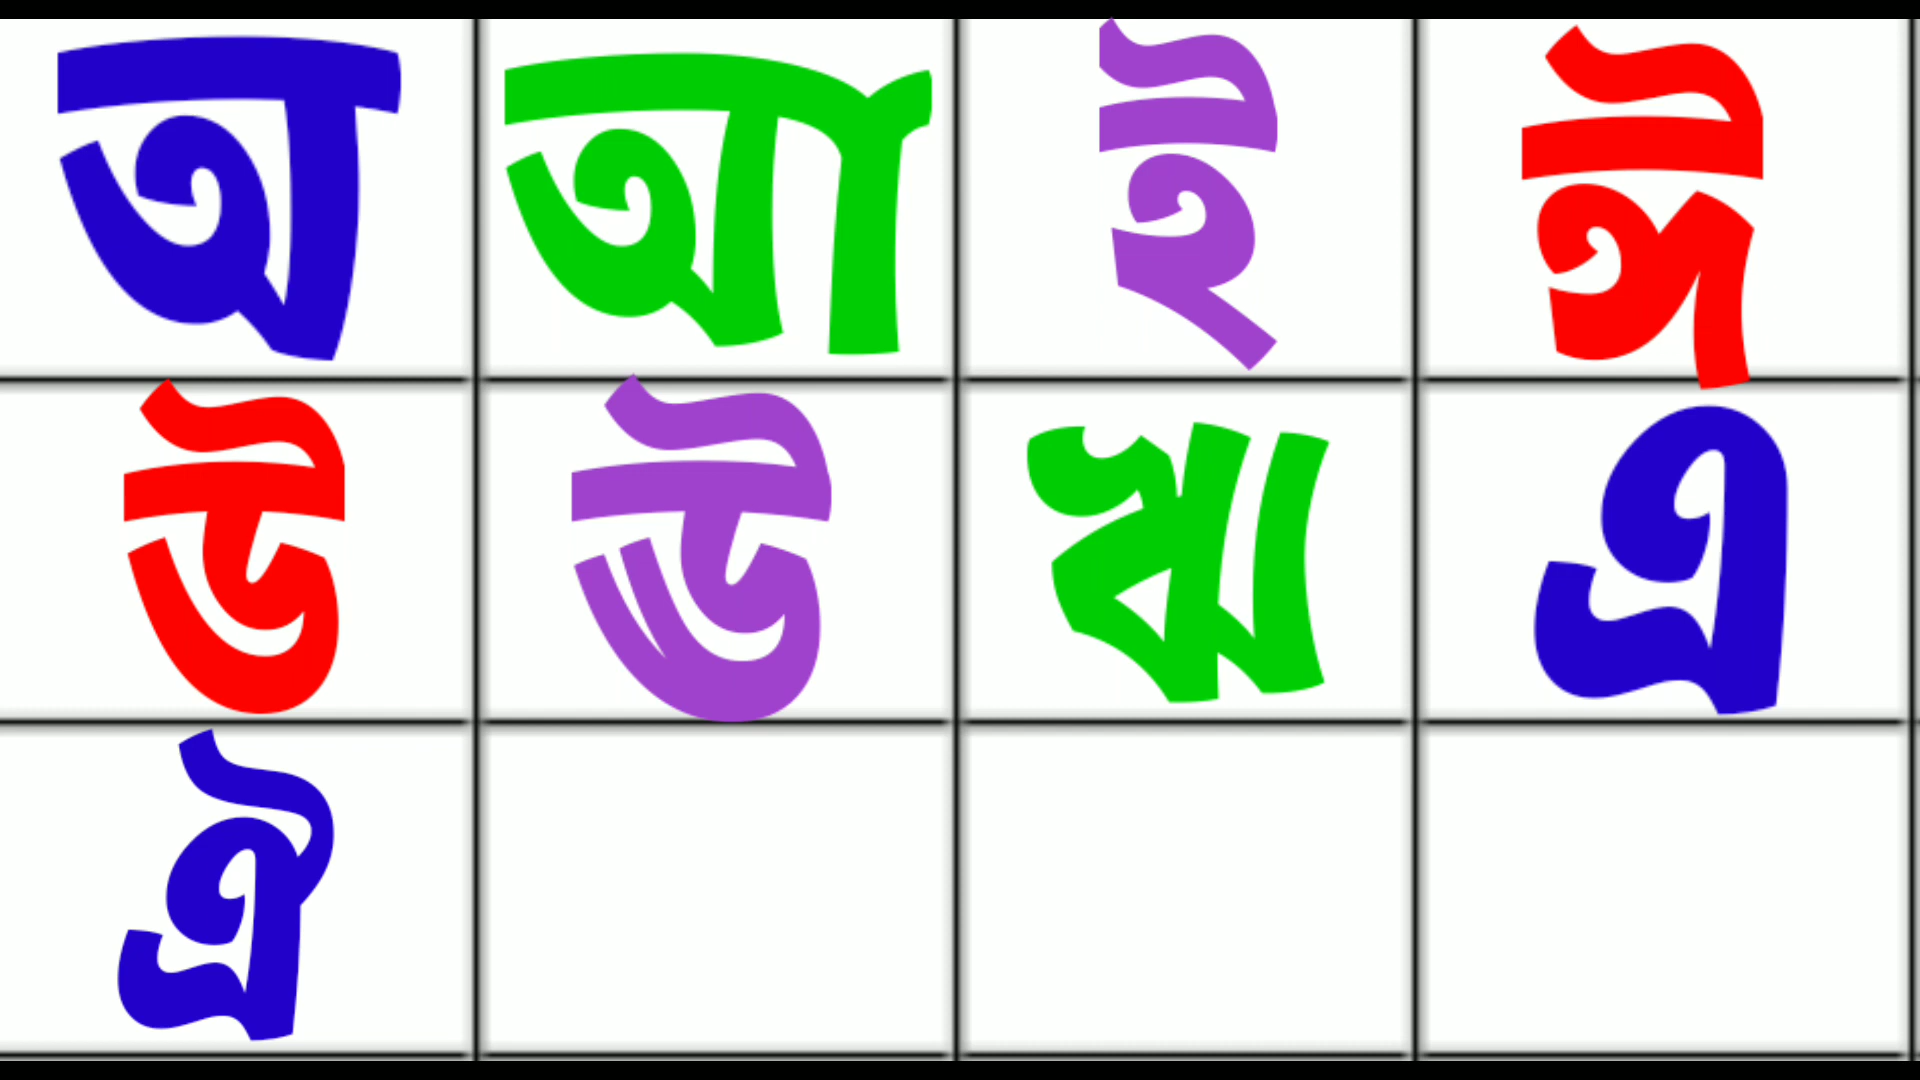 অ আ ই ঈ
উ ঊ ঋ এ
ঐ